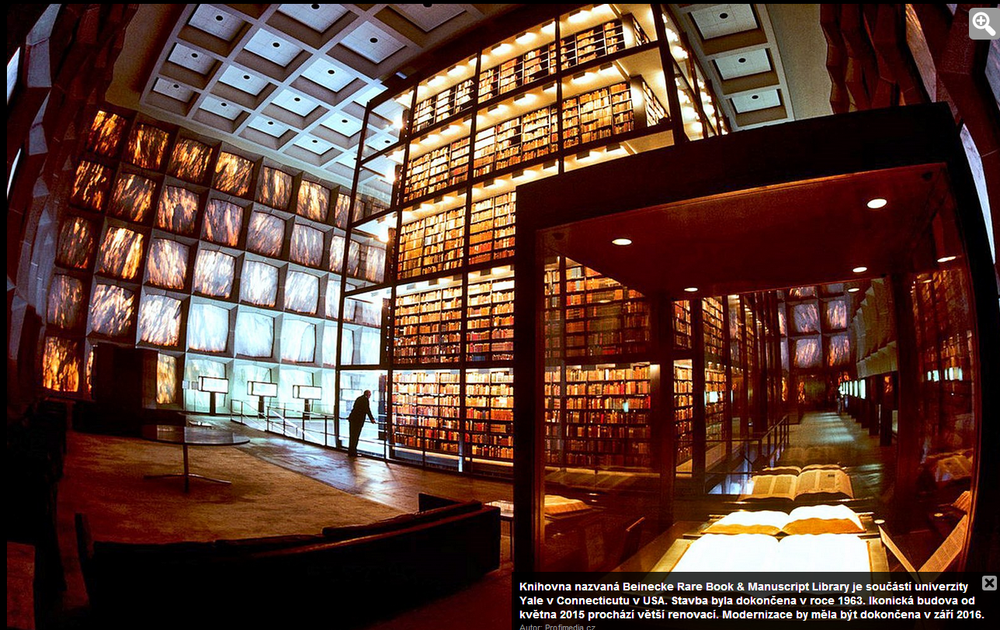 Knihovna nazvaná Beinecke Rare Book & Manuscript Library je součástí univerzity
Yale v Connecticutu v USA. Stavba byla dokončena v roce 1963. Ikonická budova od
května 2015 prochází větší renovací. Modernizace by měla být dokončena v září 2016.
Autor: Profimedia.cz